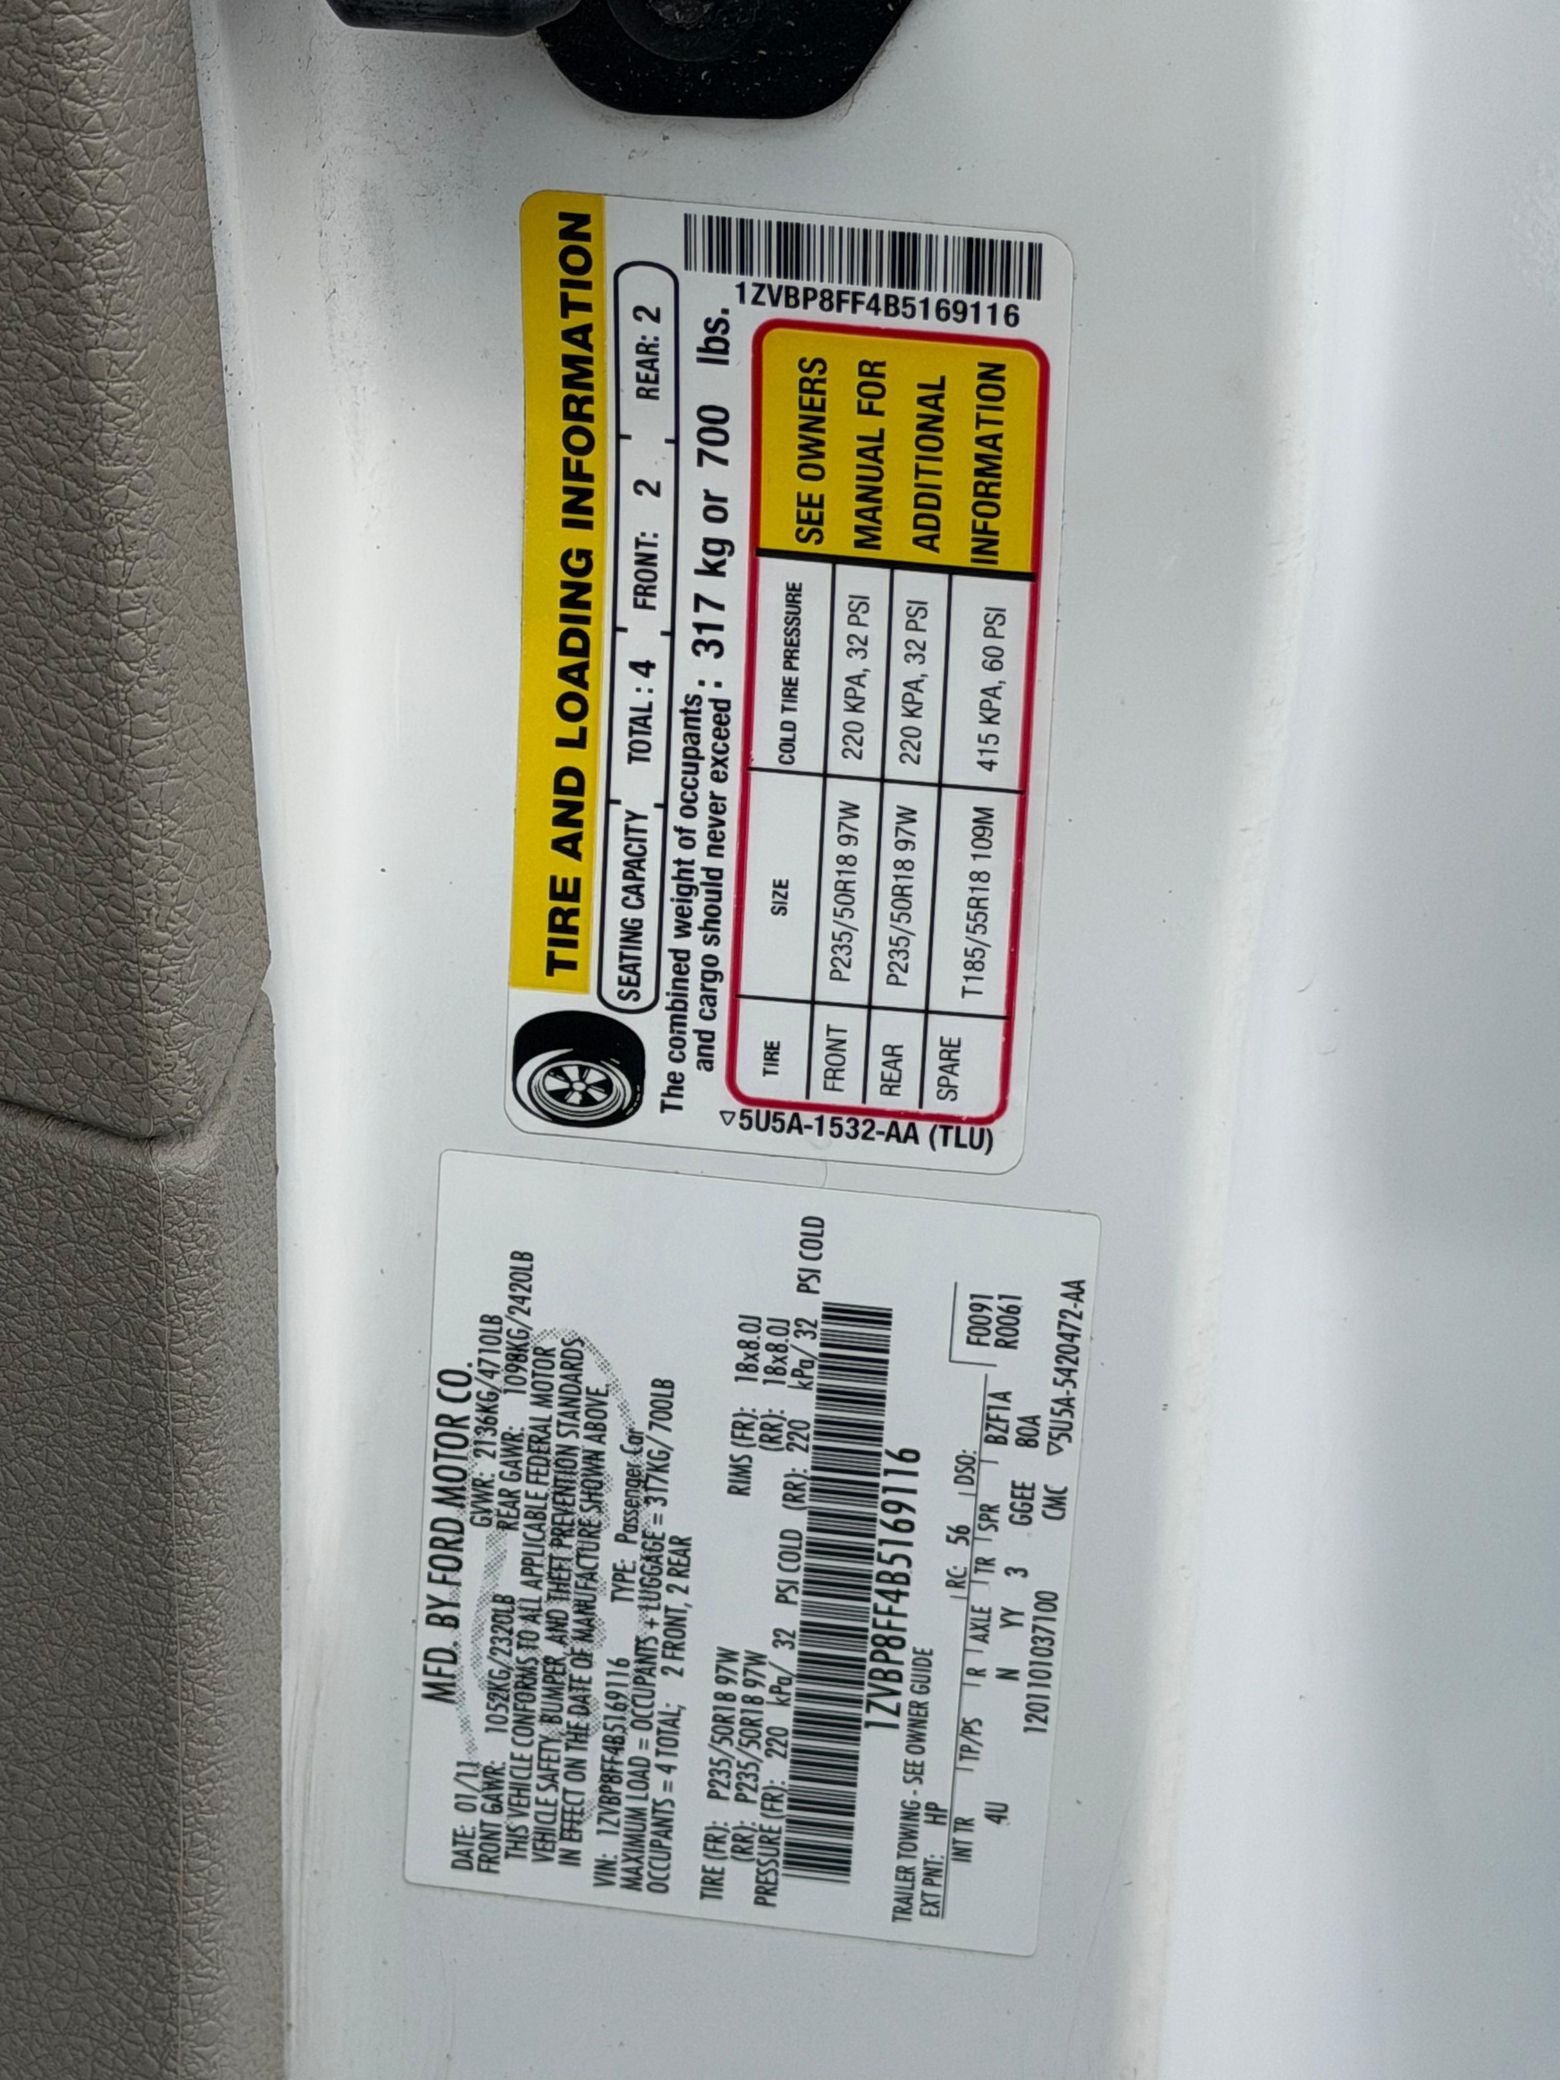 MFD. BY FORD MOTOR CO.
DATE: 01/11 GVWR: 2136KG/4710LB
FRONT GAWR: 1052KG/2320LB REAR GAWR: 1098KG/2420LB
THIS VEHICLE CONFORMS TO ALL APPLICABLE FEDERAL MOTOR
VEHICLE SAFETY, BUMPER, AND THEFT PREVENTION STANDARDS
IN EFFECT ON THE DATE OF MANUFACTURE SHOWN ABOVE.
VIN: 1ZVBP8FF4B5169116 TYPE: Passenger Car
MAXIMUM LOAD = OCCUPANTS + LUGGAGE = 317KG/700LB
OCCUPANTS = 4 TOTAL; 2 FRONT, 2 REAR
TIRE (FR): P235/50R18 97W RIMS (FR): 18x8.0J
(RR): P235/50R18 97W (RR): 18x8.0J
PRESSURE (FR): 220 kPa/ 32 PSI COLD (RR): 220 kPa/ 32 PSI COLD
1ZVBP8FF4B5169116
TRAILER TOWING - SEE OWNER GUIDE
EXT PNT: HP RC: 56 DSO: F0091
INT TR TP/PS R AXLE TR SPR BZF1A R0061
4U N YY 3 GGEE 80A
1201101037100 CMC ▽5U5A-5420472-AA
TIRE AND LOADING INFORMATION
SEATING CAPACITY TOTAL : 4 FRONT: 2 REAR: 2
The combined weight of occupants
and cargo should never exceed : 317 kg or 700 lbs.
TIRE SIZE COLD TIRE PRESSURE
FRONT P235/50R18 97W 220 KPA, 32 PSI
REAR P235/50R18 97W 220 KPA, 32 PSI
SPARE T185/55R18 109M 415 KPA, 60 PSI
SEE OWNERS
MANUAL FOR
ADDITIONAL
INFORMATION
▽5U5A-1532-AA (TLU)
1ZVBP8FF4B5169116